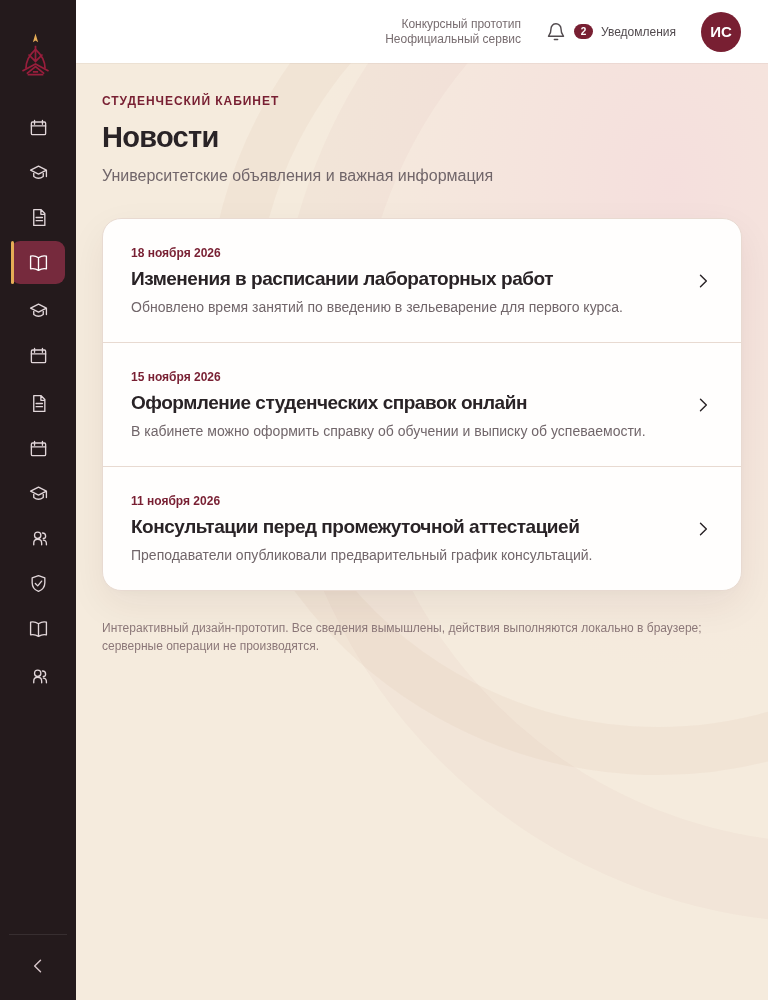 Конкурсный прототип
Неофициальный сервис
2 Уведомления
ИС
СТУДЕНЧЕСКИЙ КАБИНЕТ
Новости
Университетские объявления и важная информация
18 ноября 2026
Изменения в расписании лабораторных работ
Обновлено время занятий по введению в зельеварение для первого курса.
15 ноября 2026
Оформление студенческих справок онлайн
В кабинете можно оформить справку об обучении и выписку об успеваемости.
11 ноября 2026
Консультации перед промежуточной аттестацией
Преподаватели опубликовали предварительный график консультаций.
Интерактивный дизайн-прототип. Все сведения вымышлены, действия выполняются локально в браузере;
серверные операции не производятся.